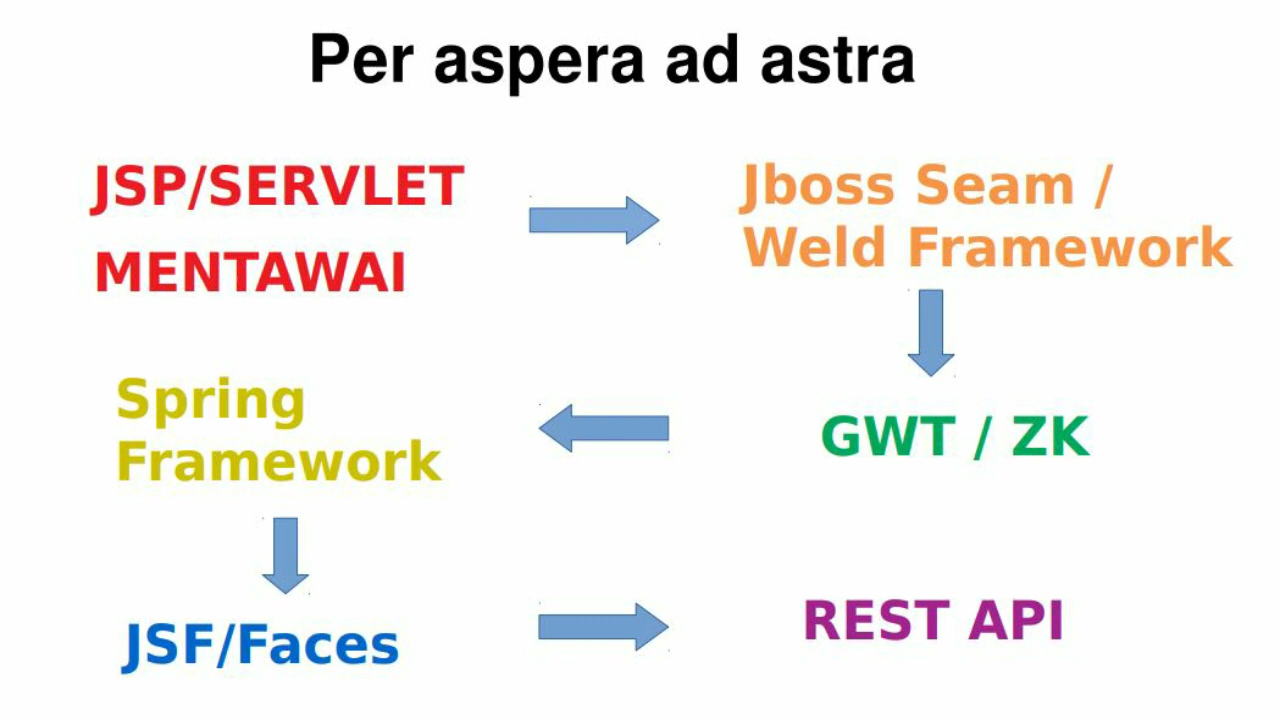 Per aspera ad astra
JSP/SERVLET
MENTAWAI
Jboss Seam /
Weld Framework
GWT / ZK
Spring
Framework
JSF/Faces
REST API